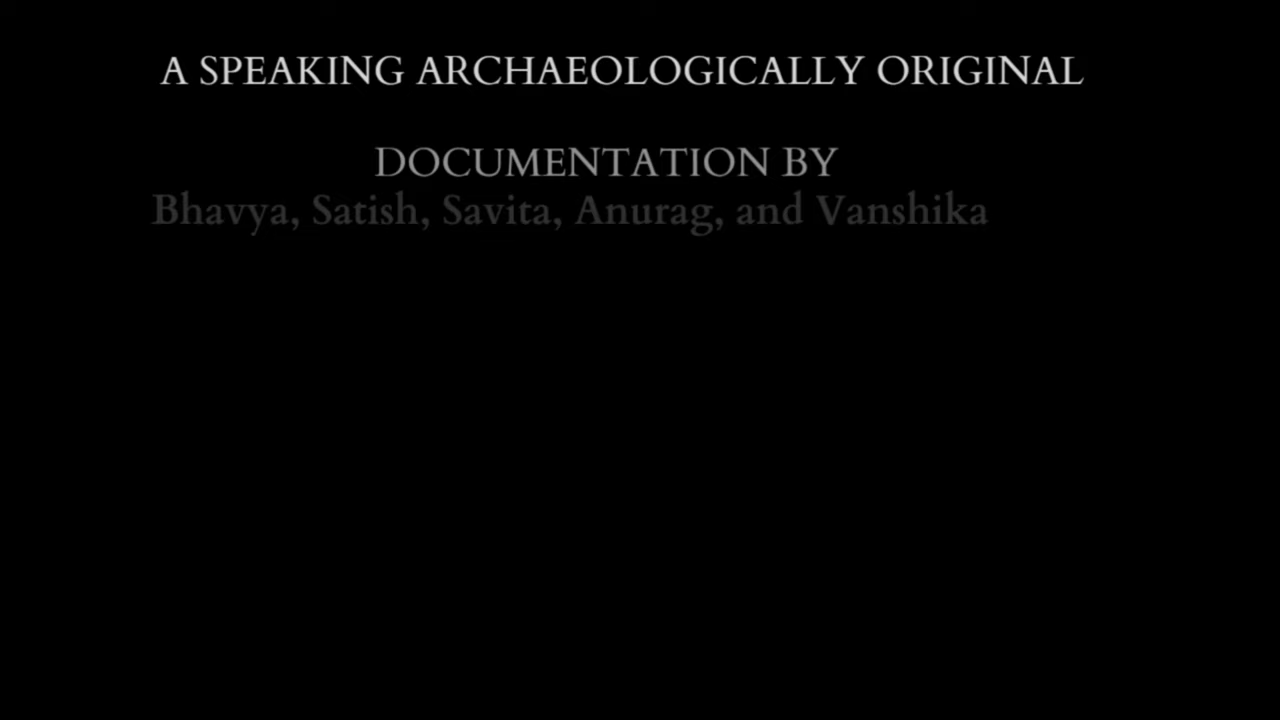 A SPEAKING ARCHAEOLOGICALLY ORIGINAL
DOCUMENTATION BY
Bhavya, Satish, Savita, Anurag, and Vanshika